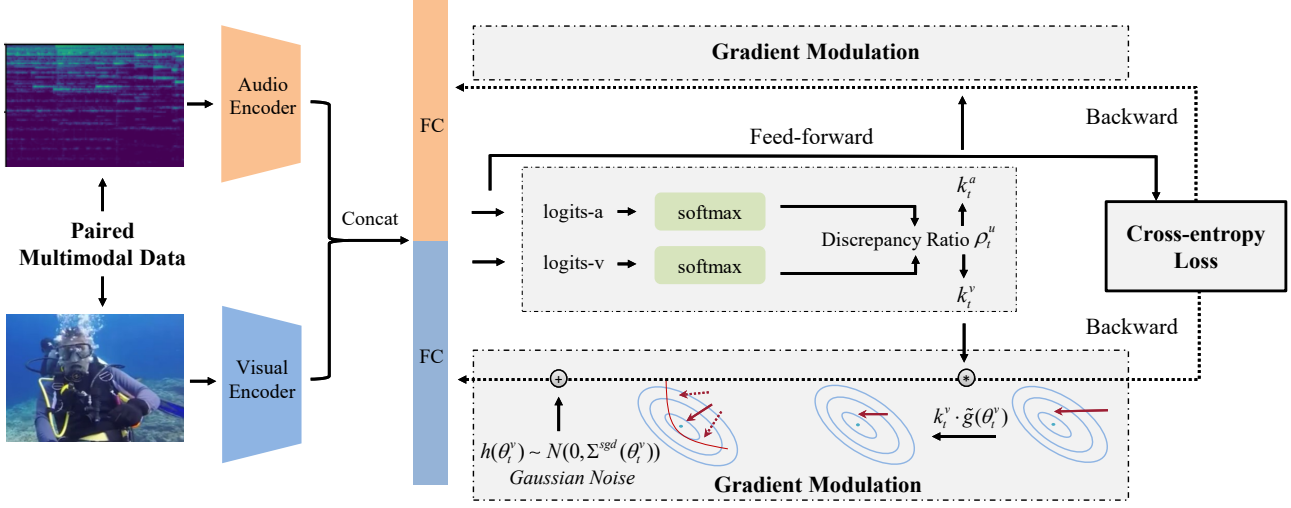 Gradient Modulation
Audio
Encoder
FC
Backward
Feed-forward
k_t^a
Concat
logits-a
softmax
Paired
Multimodal Data
Discrepancy Ratio ρ_t^u
Cross-entropy
Loss
logits-v
softmax
k_t^v
Backward
Visual
Encoder
FC
+
*
k_t^v · g̃(θ_t^v)
h(θ_t^v) ~ N(0, Σ^{sgd}(θ_t^v))
Gaussian Noise
Gradient Modulation